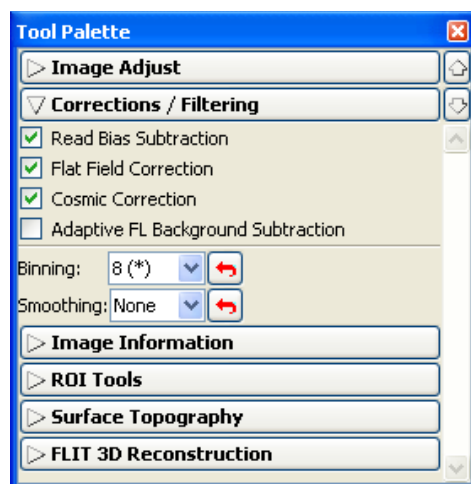 Tool Palette
Image Adjust
Corrections / Filtering
Read Bias Subtraction
Flat Field Correction
Cosmic Correction
Adaptive FL Background Subtraction
Binning: 8 (*)
Smoothing: None
Image Information
ROI Tools
Surface Topography
FLIT 3D Reconstruction